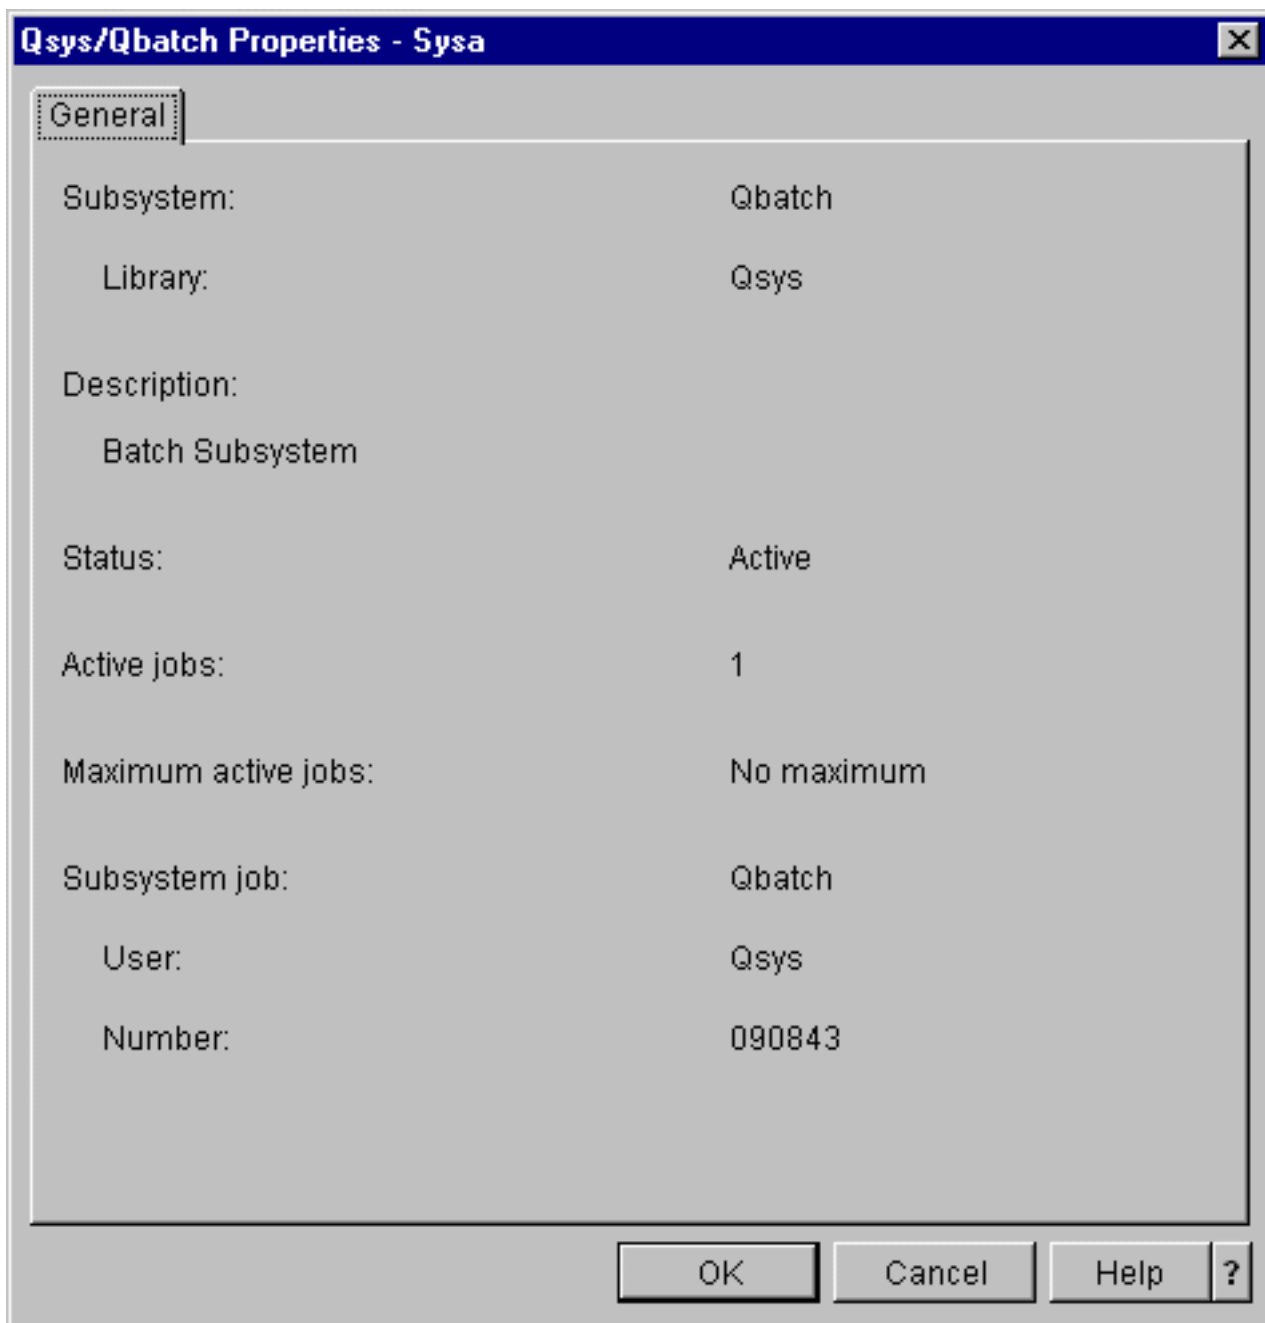 Qsys/Qbatch Properties - Sysa
General
Subsystem: Qbatch
Library: Qsys
Description:
Batch Subsystem
Status: Active
Active jobs: 1
Maximum active jobs: No maximum
Subsystem job: Qbatch
User: Qsys
Number: 090843
OK Cancel Help ?